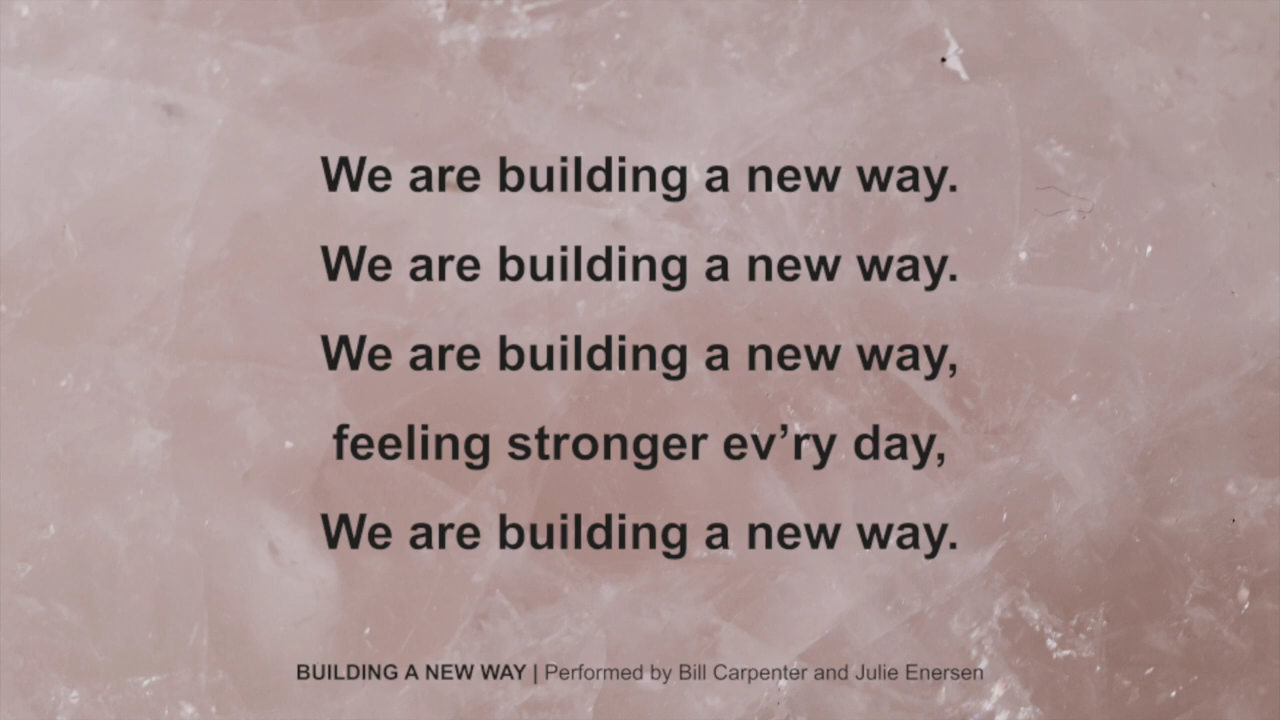 We are building a new way.
We are building a new way.
We are building a new way,
feeling stronger ev’ry day,
We are building a new way.
BUILDING A NEW WAY | Performed by Bill Carpenter and Julie Enersen